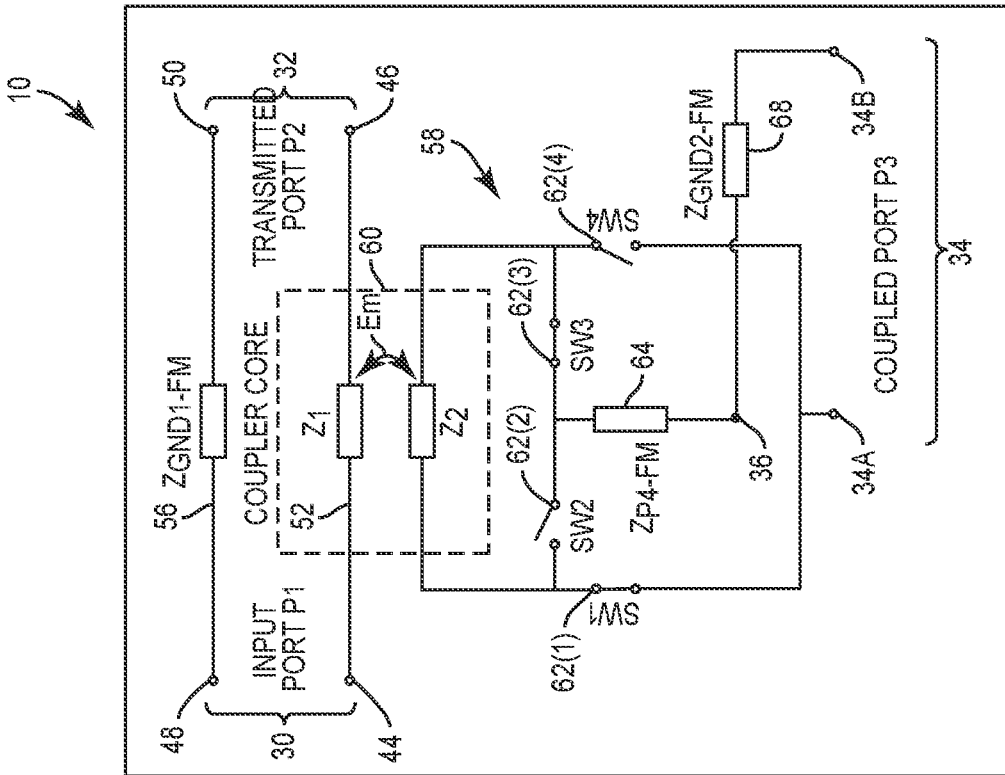 10
48
56
ZGND1-FM
50
30
INPUT
PORT P1
COUPLER CORE
TRANSMITTED
PORT P2
32
44
52
Z1
Em
60
46
Z2
58
62(1)
SW1
62(2)
SW2
62(3)
SW3
62(4)
SW4
ZP4-FM
64
36
ZGND2-FM
68
34A
34B
COUPLED PORT P3
34